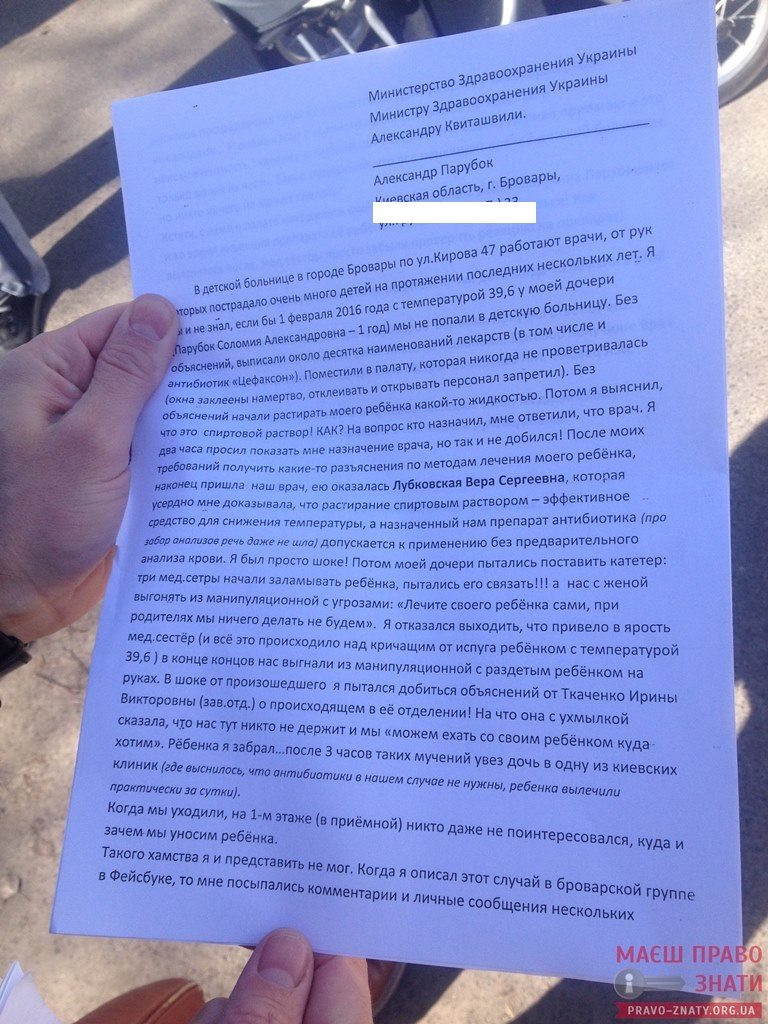 Министерство Здравоохранения Украины
Министру Здравоохранения Украины
Александру Квиташвили.
Александр Парубок
Киевская область, г. Бровары,
В детской больнице в городе Бровары по ул.Кирова 47 работают врачи, от рук
которых пострадало очень много детей на протяжении последних нескольких лет. Я
бы и не знал, если бы 1 февраля 2016 года с температурой 39,6 у моей дочери
(Парубок Соломия Александровна – 1 год) мы не попали в детскую больницу. Без
объяснений, выписали около десятка наименований лекарств (в том числе и
антибиотик «Цефаксон»). Поместили в палату, которая никогда не проветривалась
(окна заклеены намертво, отклеивать и открывать персонал запретил). Без
объяснений начали растирать моего ребёнка какой-то жидкостью. Потом я выяснил,
что это спиртовой раствор! КАК? На вопрос кто назначил, мне ответили, что врач. Я
два часа просил показать мне назначение врача, но так и не добился! После моих
требований получить какие-то разъясния по методам лечения моего ребёнка,
наконец пришла наш врач, ею оказалась Лубковская Вера Сергеевна, которая
усердно мне доказывала, что растирание спиртовым раствором – эффективное
средство для снижения температуры, а назначенный нам препарат антибиотика (про
забор анализов речь даже не шла) допускается к применению без предварительного
анализа крови. Я был просто шоке! Потом моей дочери пытались поставить катетер:
три мед.сетры начали заламывать ребёнка, пытались его связать!!! а нас с женой
выгонять из манипуляционной с угрозами: «Лечите своего ребёнка сами, при
родителях мы ничего делать не будем». Я отказался выходить, что привело в ярость
мед.сестёр (и всё это происходило над кричащим от испуга ребёнком с температурой
39,6 ) в конце концов нас выгнали из манипуляционной с раздетым ребёнком на
руках. В шоке от произошедшего я пытался добиться объяснений от Ткаченко Ирины
Викторовны (зав.отд.) о происходящем в её отделении! На что она с ухмылкой
сказала, что нас тут никто не держит и мы «можем ехать со своим ребёнком куда
хотим». Рёбенка я забрал...после 3 часов таких мучений увез дочь в одну из киевских
клиник (где выснилось, что антибиотики в нашем случае не нужны, ребенка вылечили
практически за сутки).
Когда мы уходили, на 1-м этаже (в приёмной) никто даже не поинтересовался, куда и
зачем мы уносим ребёнка.
Такого хамства я и представить не мог. Когда я описал этот случай в броварской группе
в Фейсбуке, то мне посыпались комментарии и личные сообщения нескольких
МАЄШ ПРАВО
ЗНАТИ
PRAVO-ZNATY.ORG.UA